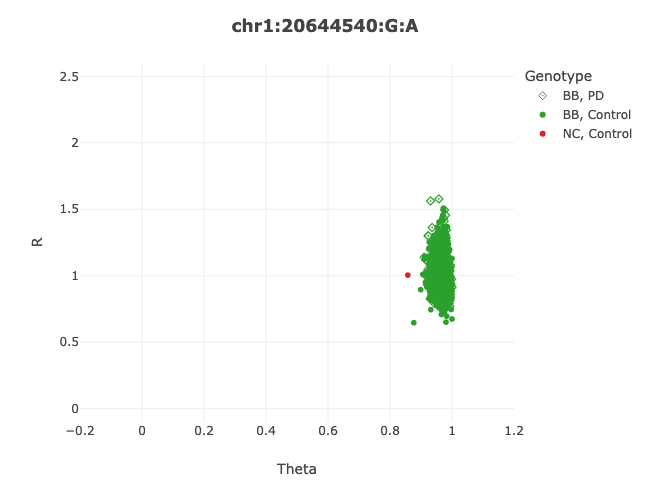 chr1:20644540:G:A
Genotype
BB, PD
BB, Control
NC, Control
2.5
2
1.5
1
0.5
0
R
−0.2 0 0.2 0.4 0.6 0.8 1 1.2
Theta